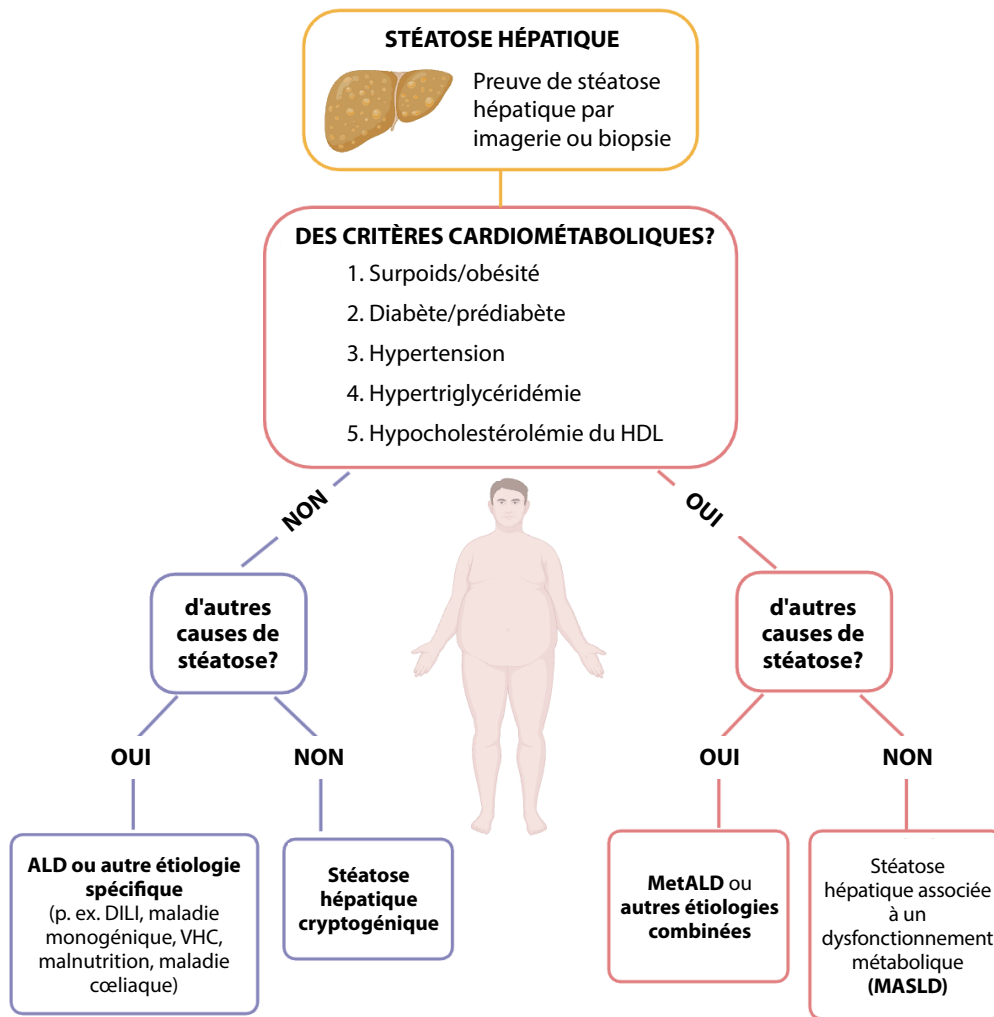 STÉATOSE HÉPATIQUE
Preuve de stéatose
hépatique par
imagerie ou biopsie
DES CRITÈRES CARDIOMÉTABOLIQUES?
1. Surpoids/obésité
2. Diabète/prédiabète
3. Hypertension
4. Hypertriglycéridémie
5. Hypocholestérolémie du HDL
NON
OUI
d'autres
causes de
stéatose?
d'autres
causes de
stéatose?
OUI
NON
OUI
NON
ALD ou autre étiologie
spécifique
(p. ex. DILI, maladie
monogénique, VHC,
malnutrition, maladie
cœliaque)
Stéatose
hépatique
cryptogénique
MetALD ou
autres étiologies
combinées
Stéatose
hépatique associée
à un
dysfonctionnement
métabolique
(MASLD)